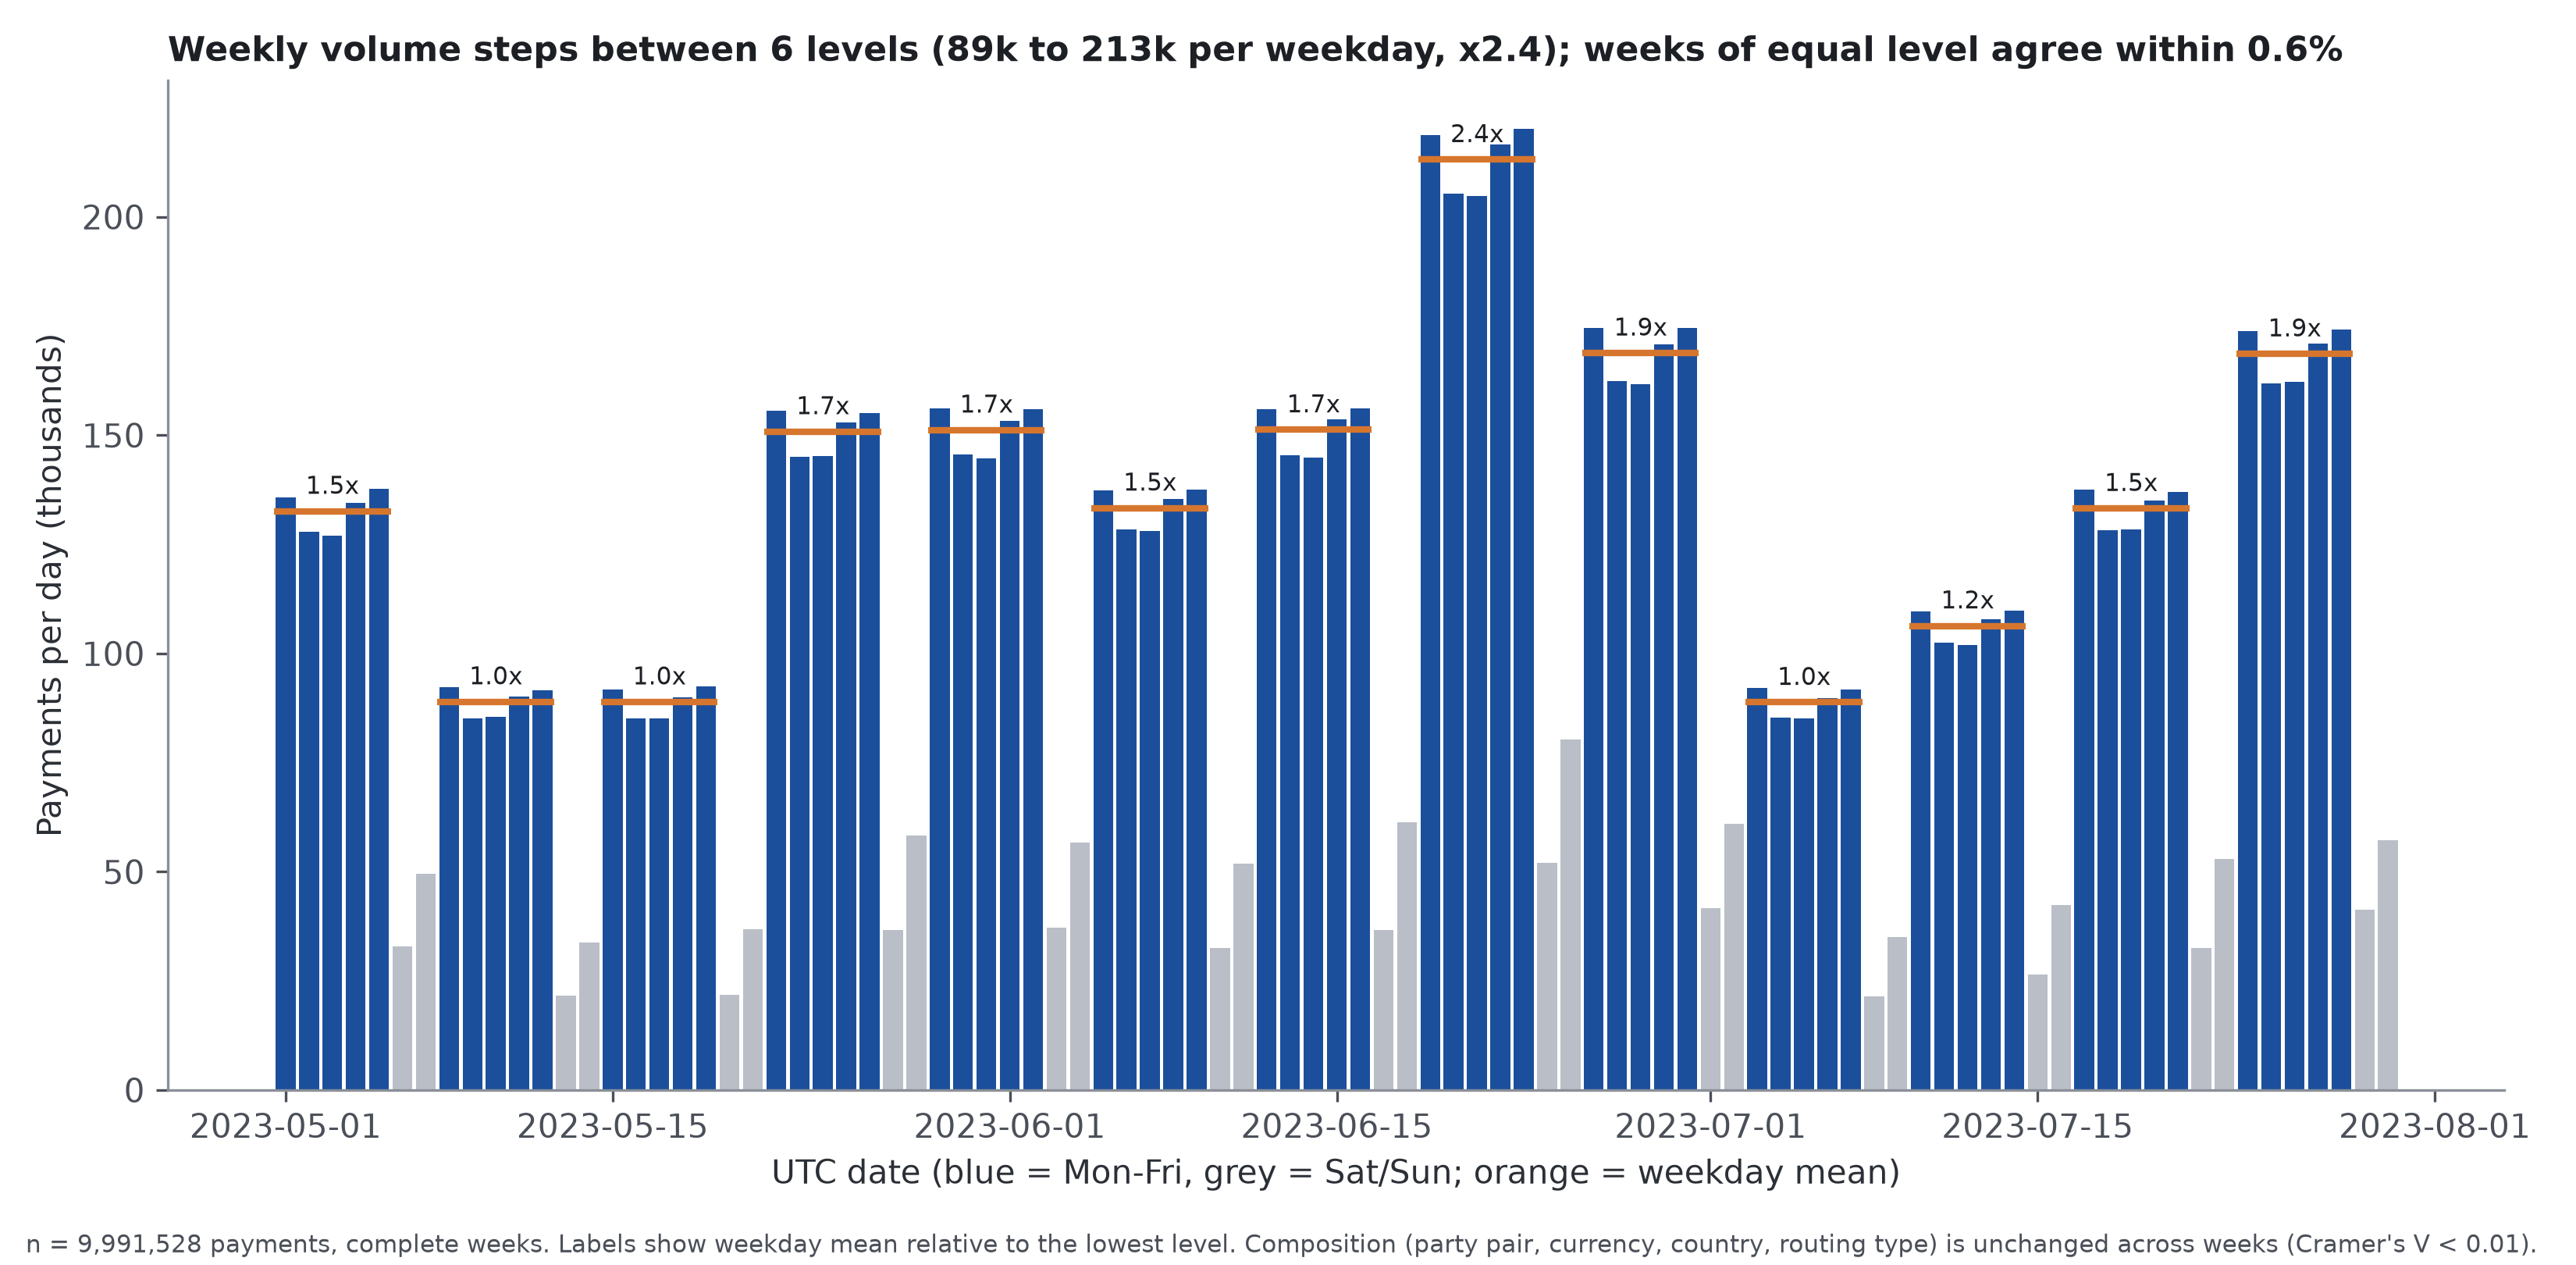 Weekly volume steps between 6 levels (89k to 213k per weekday, x2.4); weeks of equal level agree within 0.6%
Payments per day (thousands)
200
150
100
50
0
1.5x
1.0x
1.0x
1.7x
1.7x
1.5x
1.7x
2.4x
1.9x
1.0x
1.2x
1.5x
1.9x
2023-05-01
2023-05-15
2023-06-01
2023-06-15
2023-07-01
2023-07-15
2023-08-01
UTC date (blue = Mon-Fri, grey = Sat/Sun; orange = weekday mean)
n = 9,991,528 payments, complete weeks. Labels show weekday mean relative to the lowest level. Composition (party pair, currency, country, routing type) is unchanged across weeks (Cramer's V < 0.01).